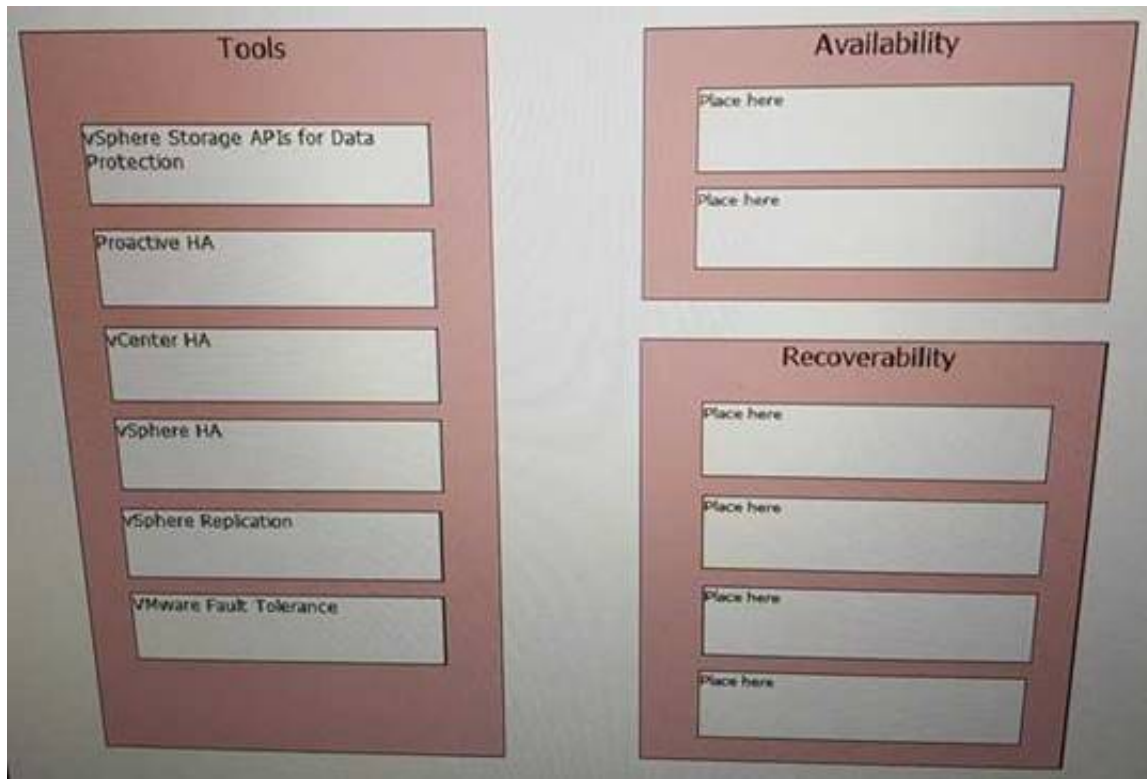 Tools
vSphere Storage APIs for Data
Protection
Proactive HA
vCenter HA
vSphere HA
vSphere Replication
VMware Fault Tolerance
Availability
Place here
Place here
Recoverability
Place here
Place here
Place here
Place here